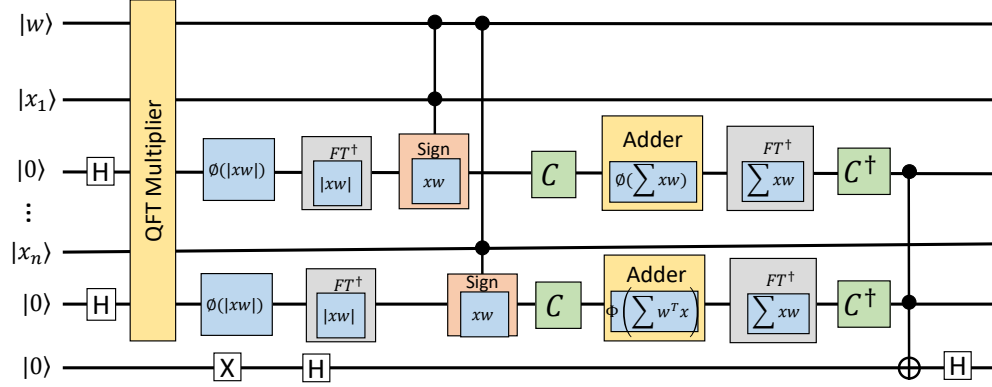 |w⟩
|x₁⟩
Sign
Adder
|0⟩ H ∅(|xw|) FT† |xw| xw C ∅(∑ xw) FT† ∑ xw C†
⋮
QFT Multiplier
|xₙ⟩
Sign
Adder
|0⟩ H ∅(|xw|) FT† |xw| xw C Φ(∑ wᵀx) FT† ∑ xw C†
|0⟩ X H H